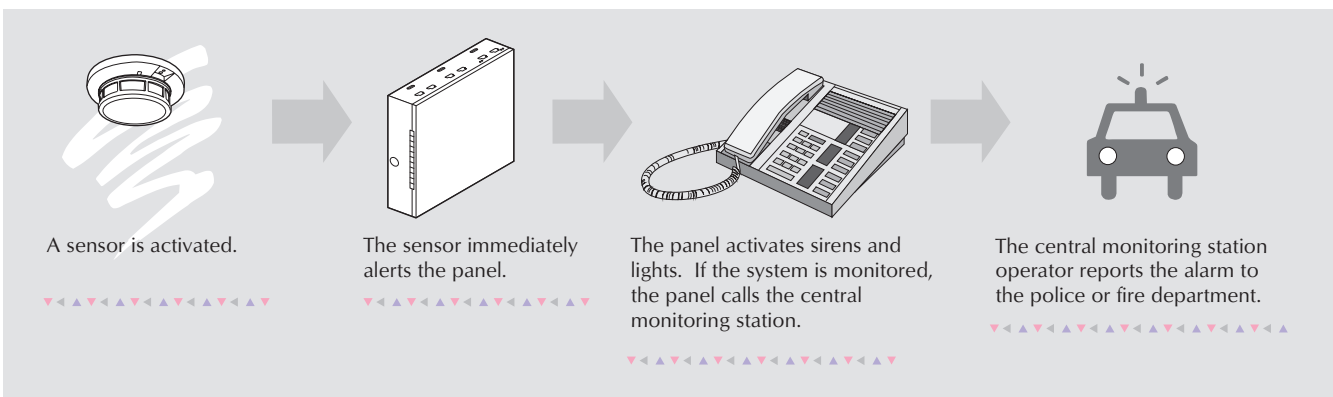 A sensor is activated.
The sensor immediately
alerts the panel.
The panel activates sirens and
lights.  If the system is monitored,
the panel calls the central
monitoring station.
The central monitoring station
operator reports the alarm to
the police or fire department.